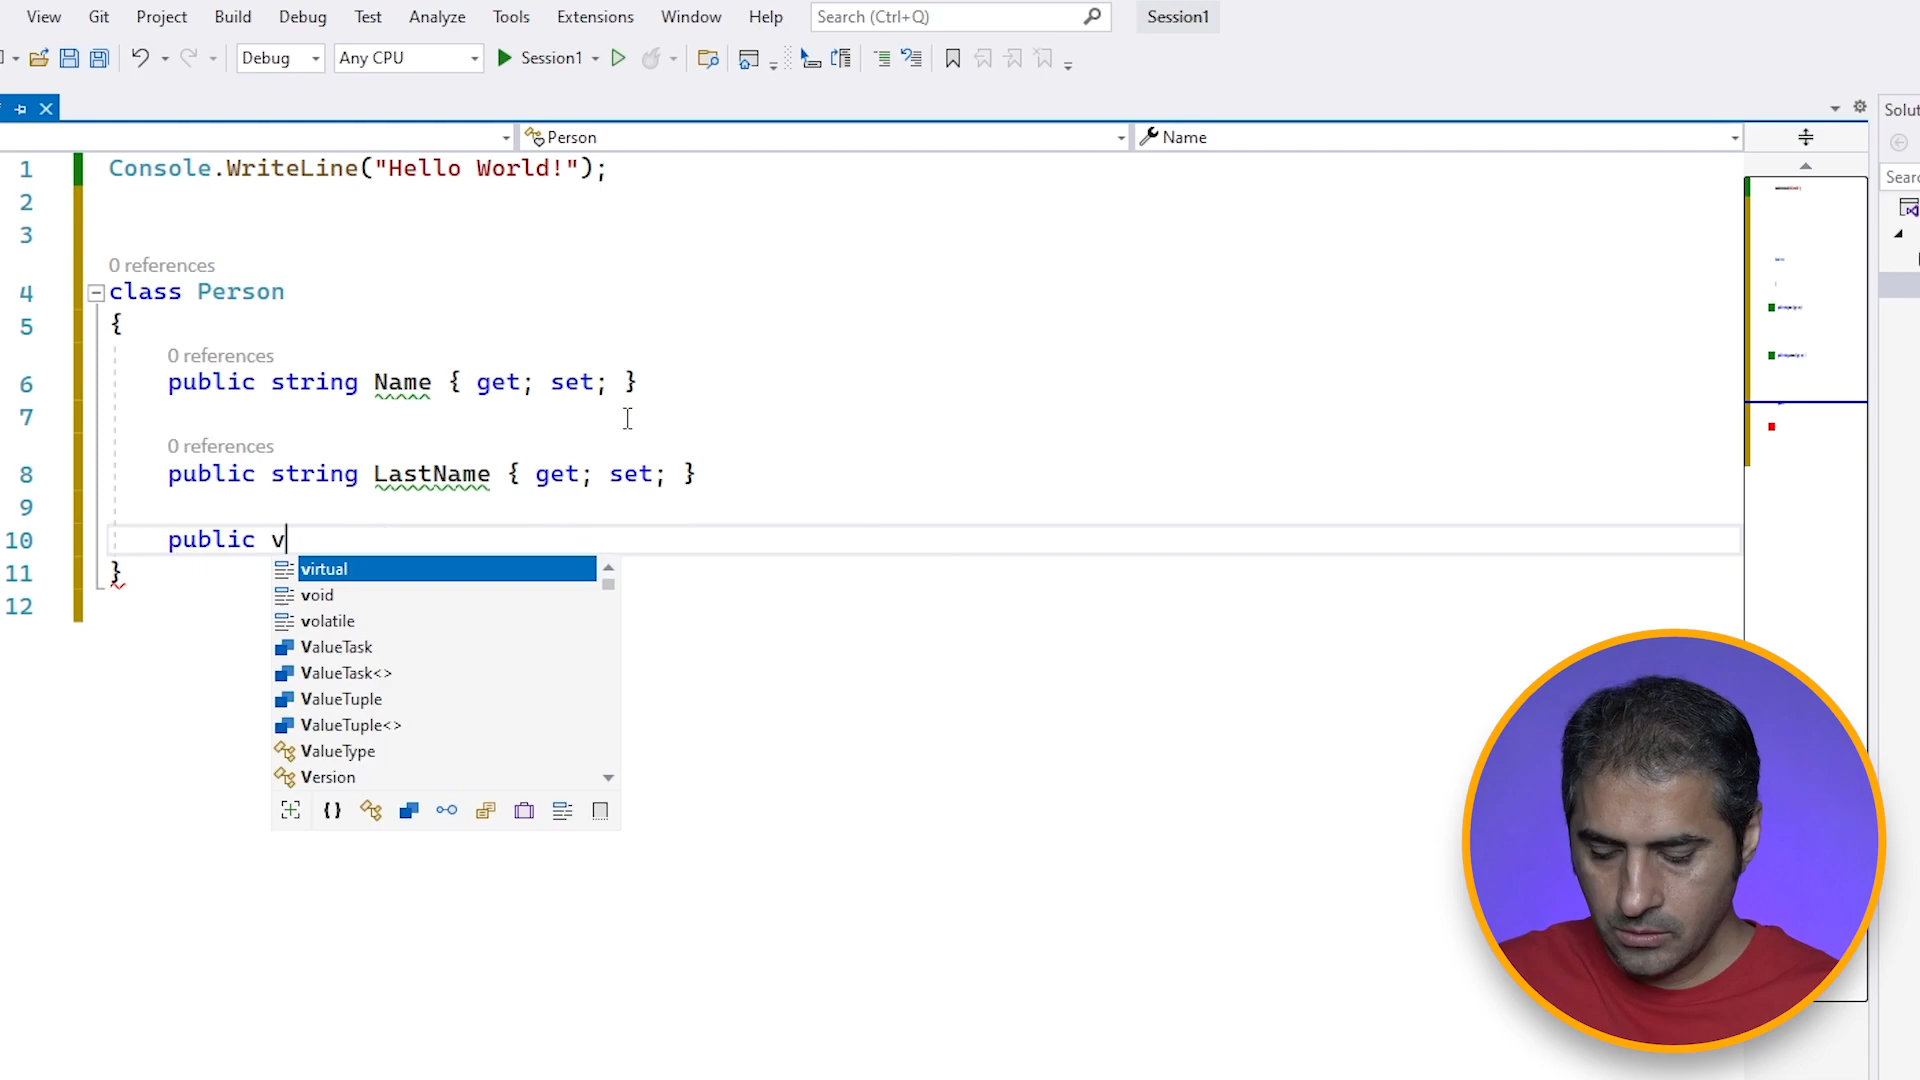 View Git Project Build Debug Test Analyze Tools Extensions Window Help Search (Ctrl+Q) Session1
Debug Any CPU Session1
Person Name
1 Console.WriteLine("Hello World!");
2
3
0 references
4 class Person
5 {
0 references
6 public string Name { get; set; }
7
0 references
8 public string LastName { get; set; }
9
10 public v
11 }
12
virtual
void
volatile
ValueTask
ValueTask<>
ValueTuple
ValueTuple<>
ValueType
Version
Solut
Searc